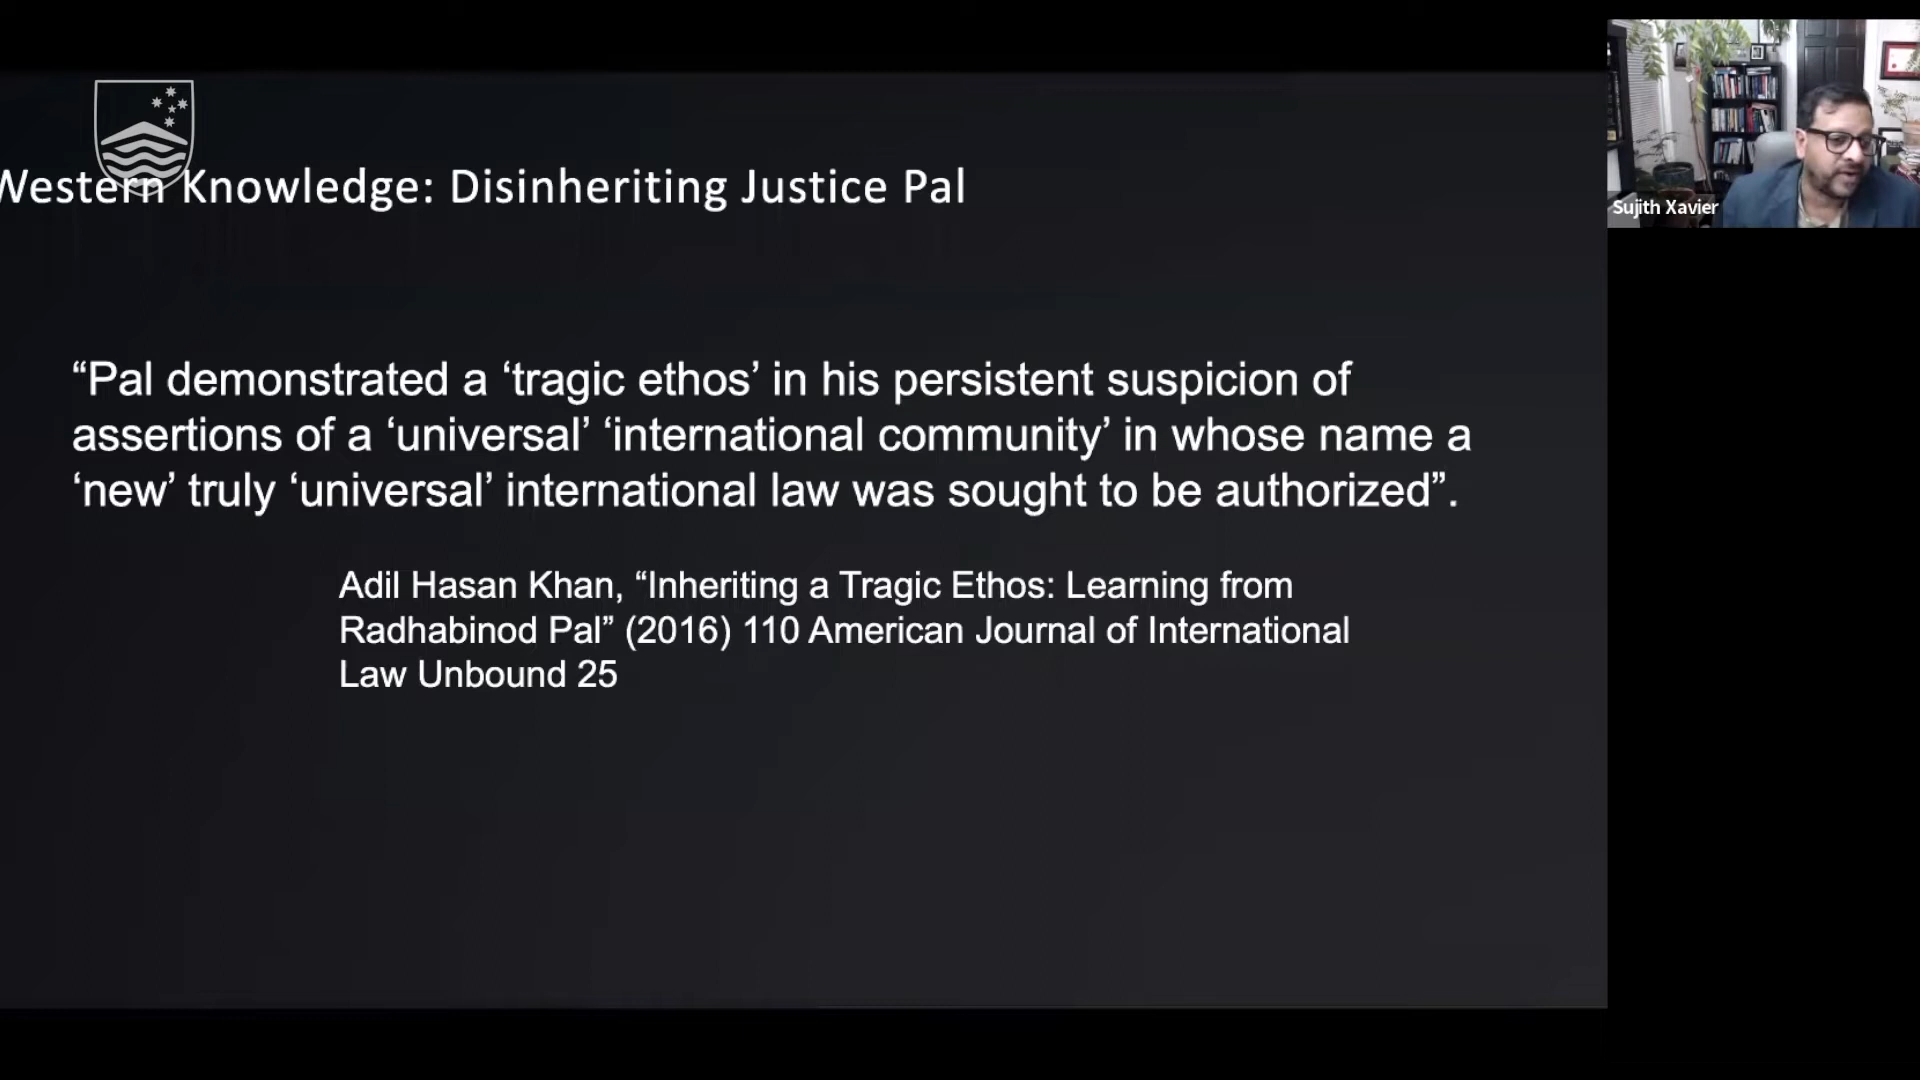 Western Knowledge: Disinheriting Justice Pal
“Pal demonstrated a ‘tragic ethos’ in his persistent suspicion of
assertions of a ‘universal’ ‘international community’ in whose name a
‘new’ truly ‘universal’ international law was sought to be authorized”.
Adil Hasan Khan, “Inheriting a Tragic Ethos: Learning from
Radhabinod Pal” (2016) 110 American Journal of International
Law Unbound 25
Sujith Xavier